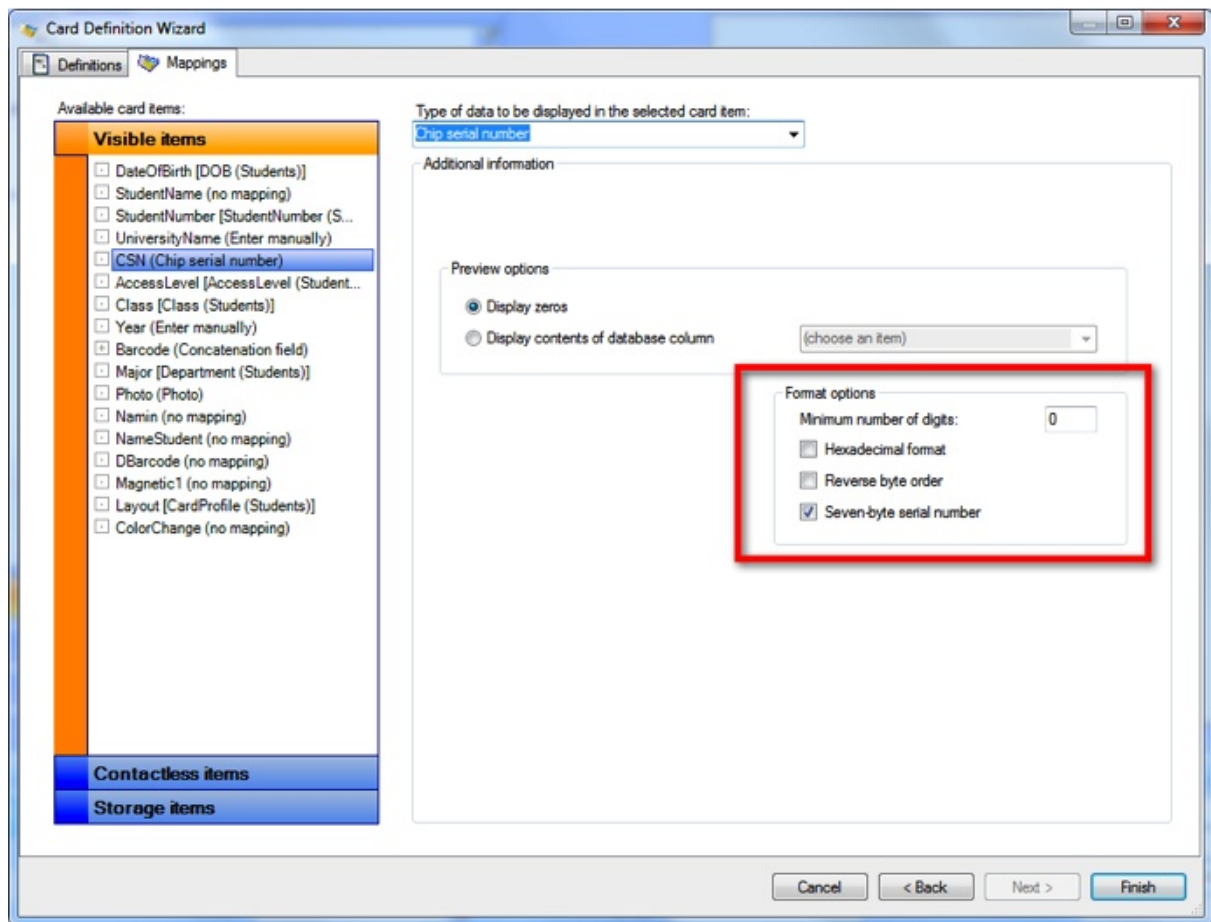 Card Definition Wizard
Definitions
Mappings
Available card items:
Visible items
DateOfBirth [DOB (Students)]
StudentName (no mapping)
StudentNumber [StudentNumber (S...
UniversityName (Enter manually)
CSN (Chip serial number)
AccessLevel [AccessLevel (Student...
Class [Class (Students)]
Year (Enter manually)
Barcode (Concatenation field)
Major [Department (Students)]
Photo (Photo)
Namin (no mapping)
NameStudent (no mapping)
DBarcode (no mapping)
Magnetic1 (no mapping)
Layout [CardProfile (Students)]
ColorChange (no mapping)
Contactless items
Storage items
Type of data to be displayed in the selected card item:
Chip serial number
Additional information
Preview options
Display zeros
Display contents of database column
(choose an item)
Format options
Minimum number of digits: 0
Hexadecimal format
Reverse byte order
Seven-byte serial number
Cancel
< Back
Next >
Finish